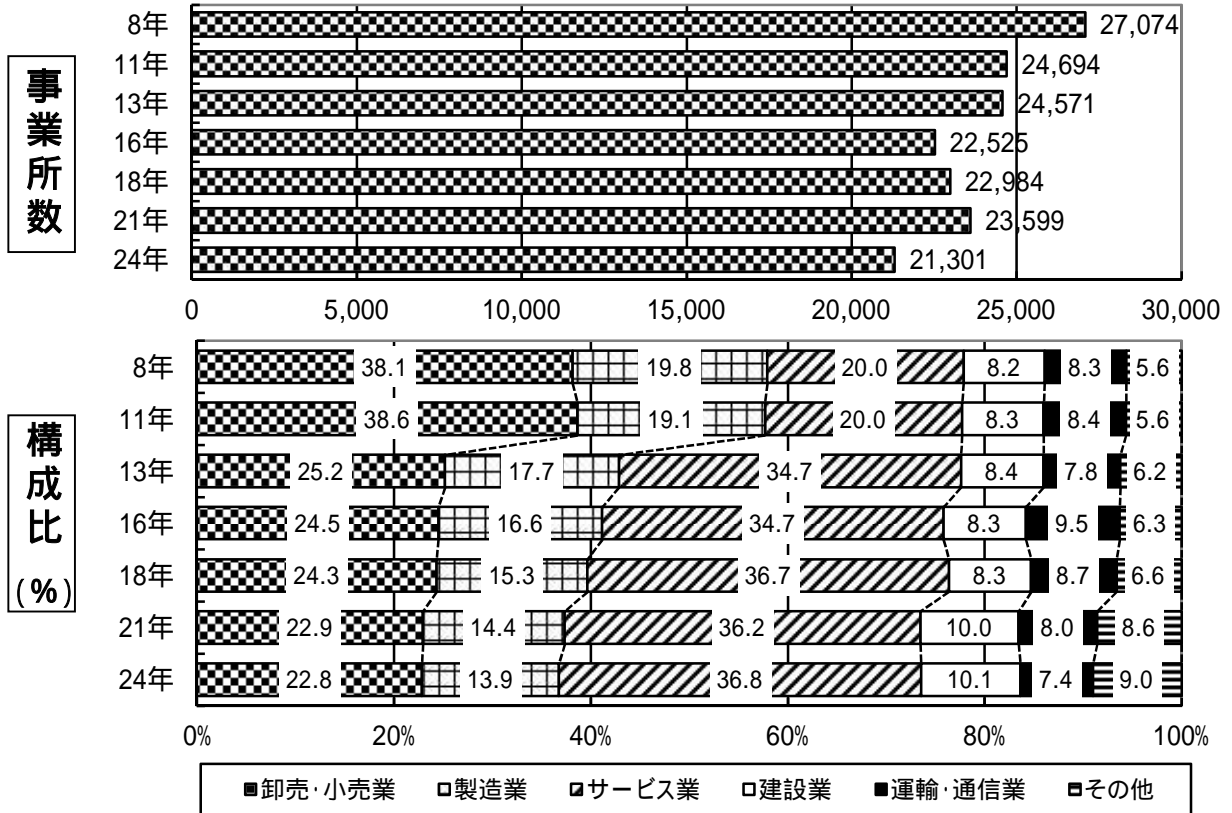 事業所数
8年 27,074
11年 24,694
13年 24,571
16年 22,525
18年 22,984
21年 23,599
24年 21,301
0 5,000 10,000 15,000 20,000 25,000 30,000
構成比(%)
8年 38.1 19.8 20.0 8.2 8.3 5.6
11年 38.6 19.1 20.0 8.3 8.4 5.6
13年 25.2 17.7 34.7 8.4 7.8 6.2
16年 24.5 16.6 34.7 8.3 9.5 6.3
18年 24.3 15.3 36.7 8.3 8.7 6.6
21年 22.9 14.4 36.2 10.0 8.0 8.6
24年 22.8 13.9 36.8 10.1 7.4 9.0
0% 20% 40% 60% 80% 100%
卸売・小売業 製造業 サービス業 建設業 運輸・通信業 その他